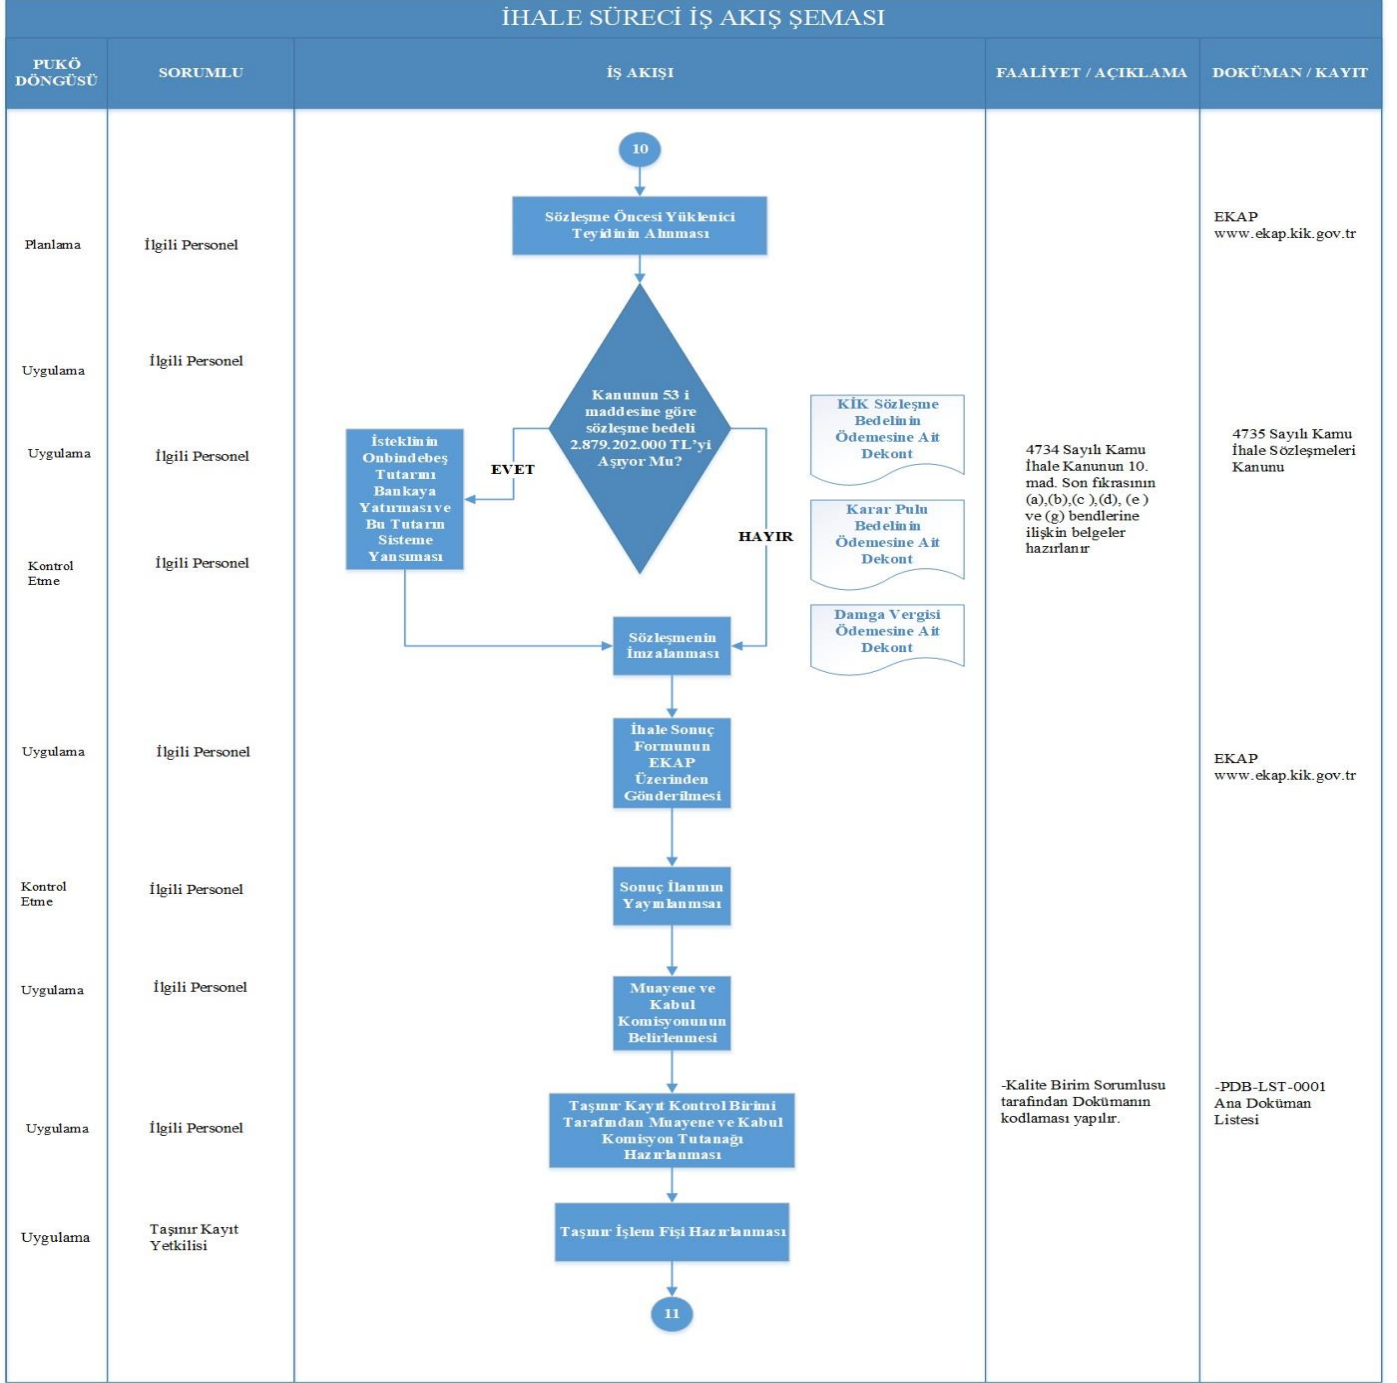 İHALE SÜRECİ İŞ AKIŞ ŞEMASI
PUKÖ
DÖNGÜSÜ
SORUMLU
İŞ AKIŞI
FAALİYET / AÇIKLAMA
DOKÜMAN / KAYIT
10
Sözleşme Öncesi Yüklenici
Teyidinin Alınması
Planlama
İlgili Personel
EKAP
www.ekap.kik.gov.tr
Uygulama
İlgili Personel
Kanunun 53 i
maddesine göre
sözleşme bedeli
2.879.202.000 TL'yi
Aşıyor Mu?
KİK Sözleşme
Bedelinin
Ödemesine Ait
Dekont
Uygulama
İlgili Personel
İsteklinin
Onbindebeş
Tutarını
Bankaya
Yatırması ve
Bu Tutarın
Sisteme
Yansıması
EVET
HAYIR
4734 Sayılı Kamu
İhale Kanunun 10.
mad. Son fıkrasının
(a),(b),(c ),(d), (e )
ve (g) bendlerine
ilişkin belgeler
hazırlanır
4735 Sayılı Kamu
İhale Sözleşmeleri
Kanunu
Karar Pulu
Bedelinin
Ödemesine Ait
Dekont
Kontrol
Etme
İlgili Personel
Damga Vergisi
Ödemesine Ait
Dekont
Sözleşmenin
İmzalanması
Uygulama
İlgili Personel
İhale Sonuç
Formunun
EKAP
Üzerinden
Gönderilmesi
EKAP
www.ekap.kik.gov.tr
Kontrol
Etme
İlgili Personel
Sonuç İlanının
Yayınlanmsaı
Uygulama
İlgili Personel
Muayene ve
Kabul
Komisyonunun
Belirlenmesi
Uygulama
İlgili Personel
Taşınır Kayıt Kontrol Birimi
Tarafından Muayene ve Kabul
Komisyon Tutanağı
Hazırlanması
-Kalite Birim Sorumlusu
tarafından Dokümanın
kodlaması yapılır.
-PDB-LST-0001
Ana Doküman
Listesi
Uygulama
Taşınır Kayıt
Yetkilisi
Taşınır İşlem Fişi Hazırlanması
11